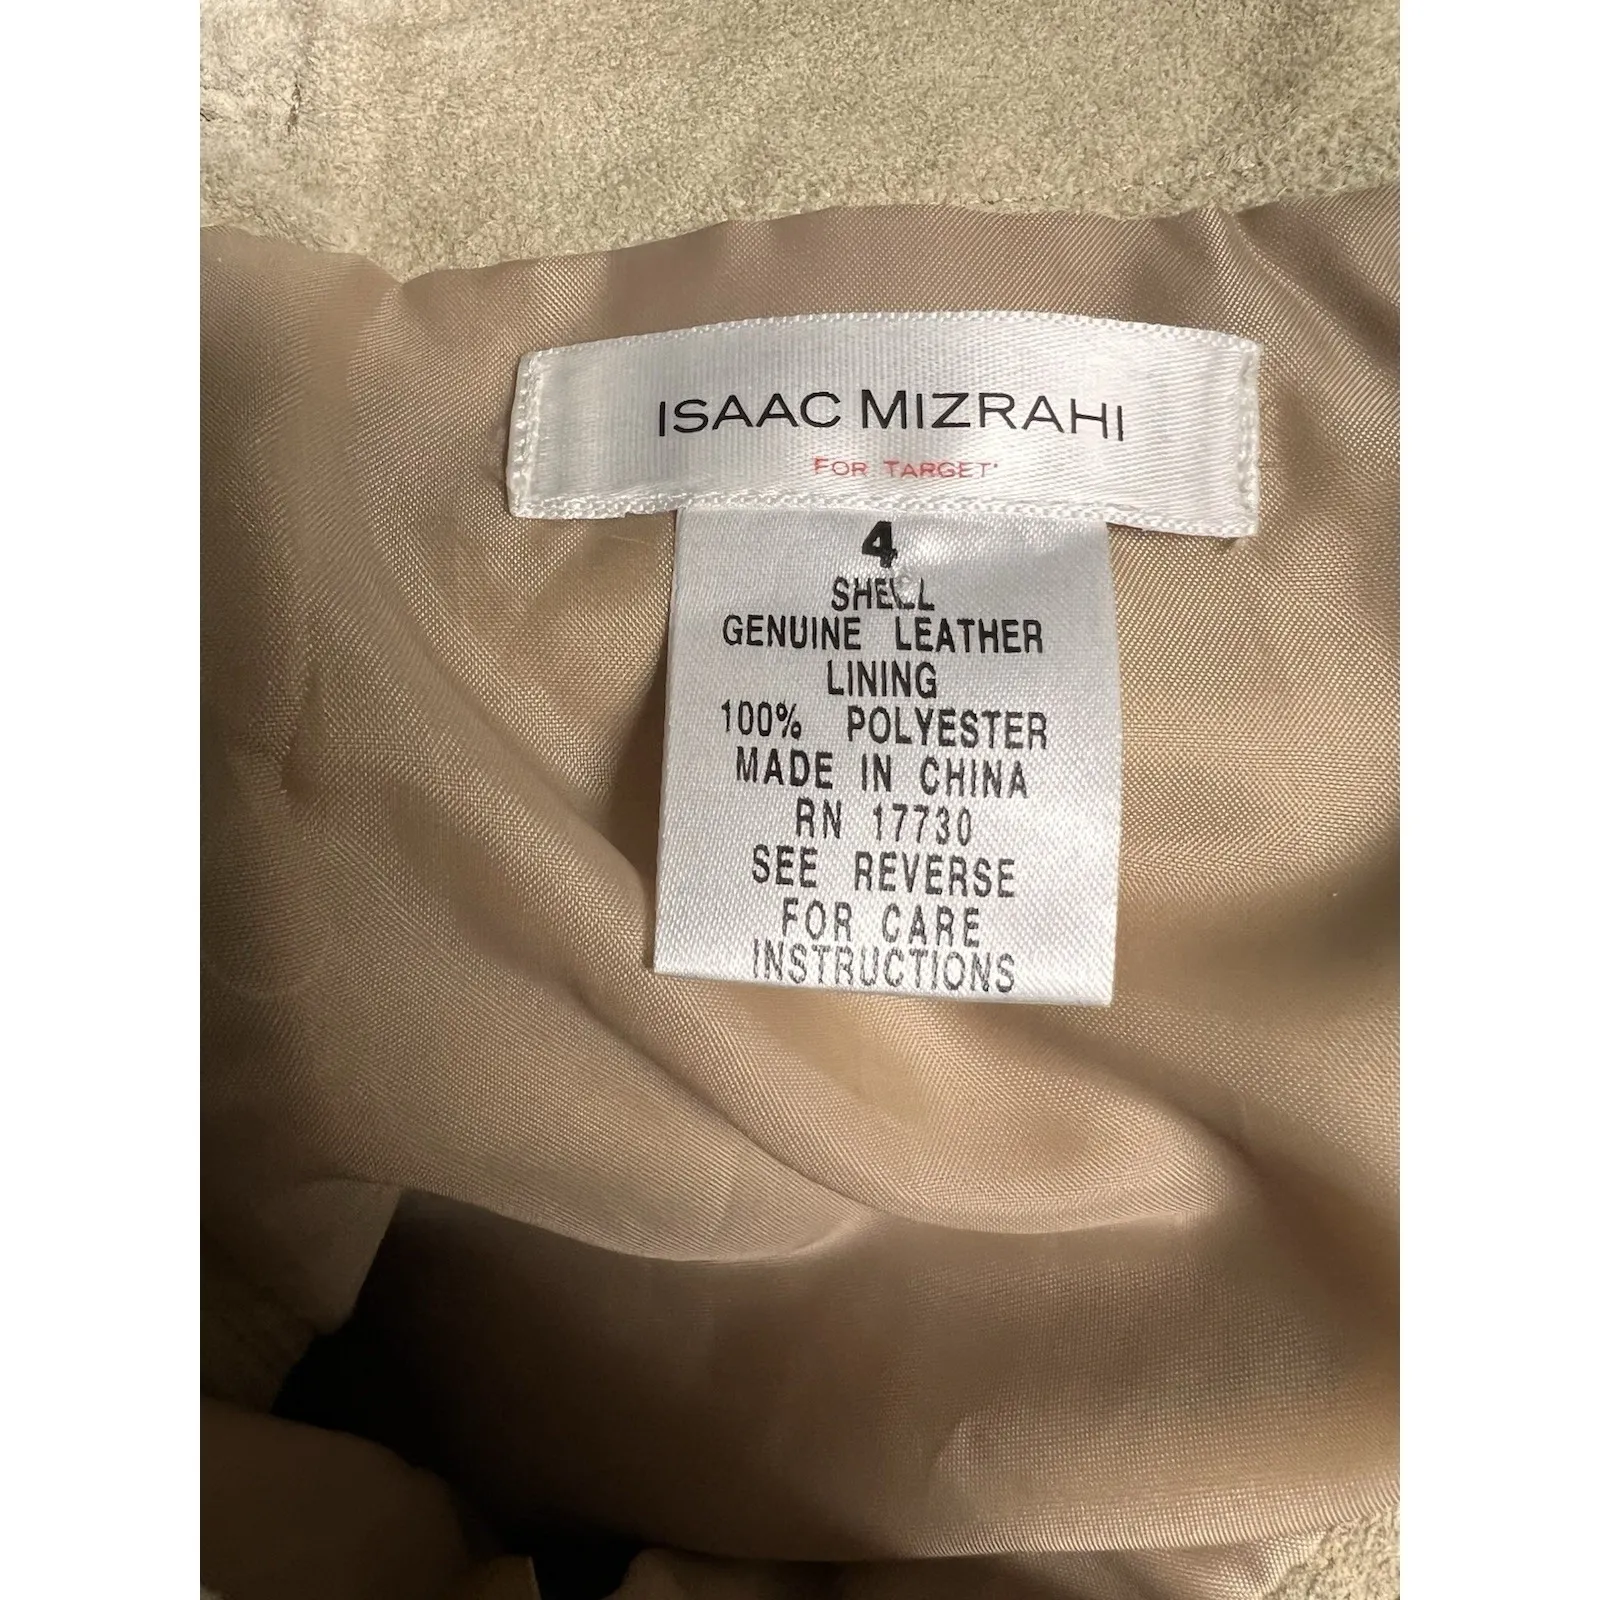 ISAAC MIZRAHI
FOR TARGET
4
SHELL
GENUINE LEATHER
LINING
100% POLYESTER
MADE IN CHINA
RN 17730
SEE REVERSE
FOR CARE
INSTRUCTIONS